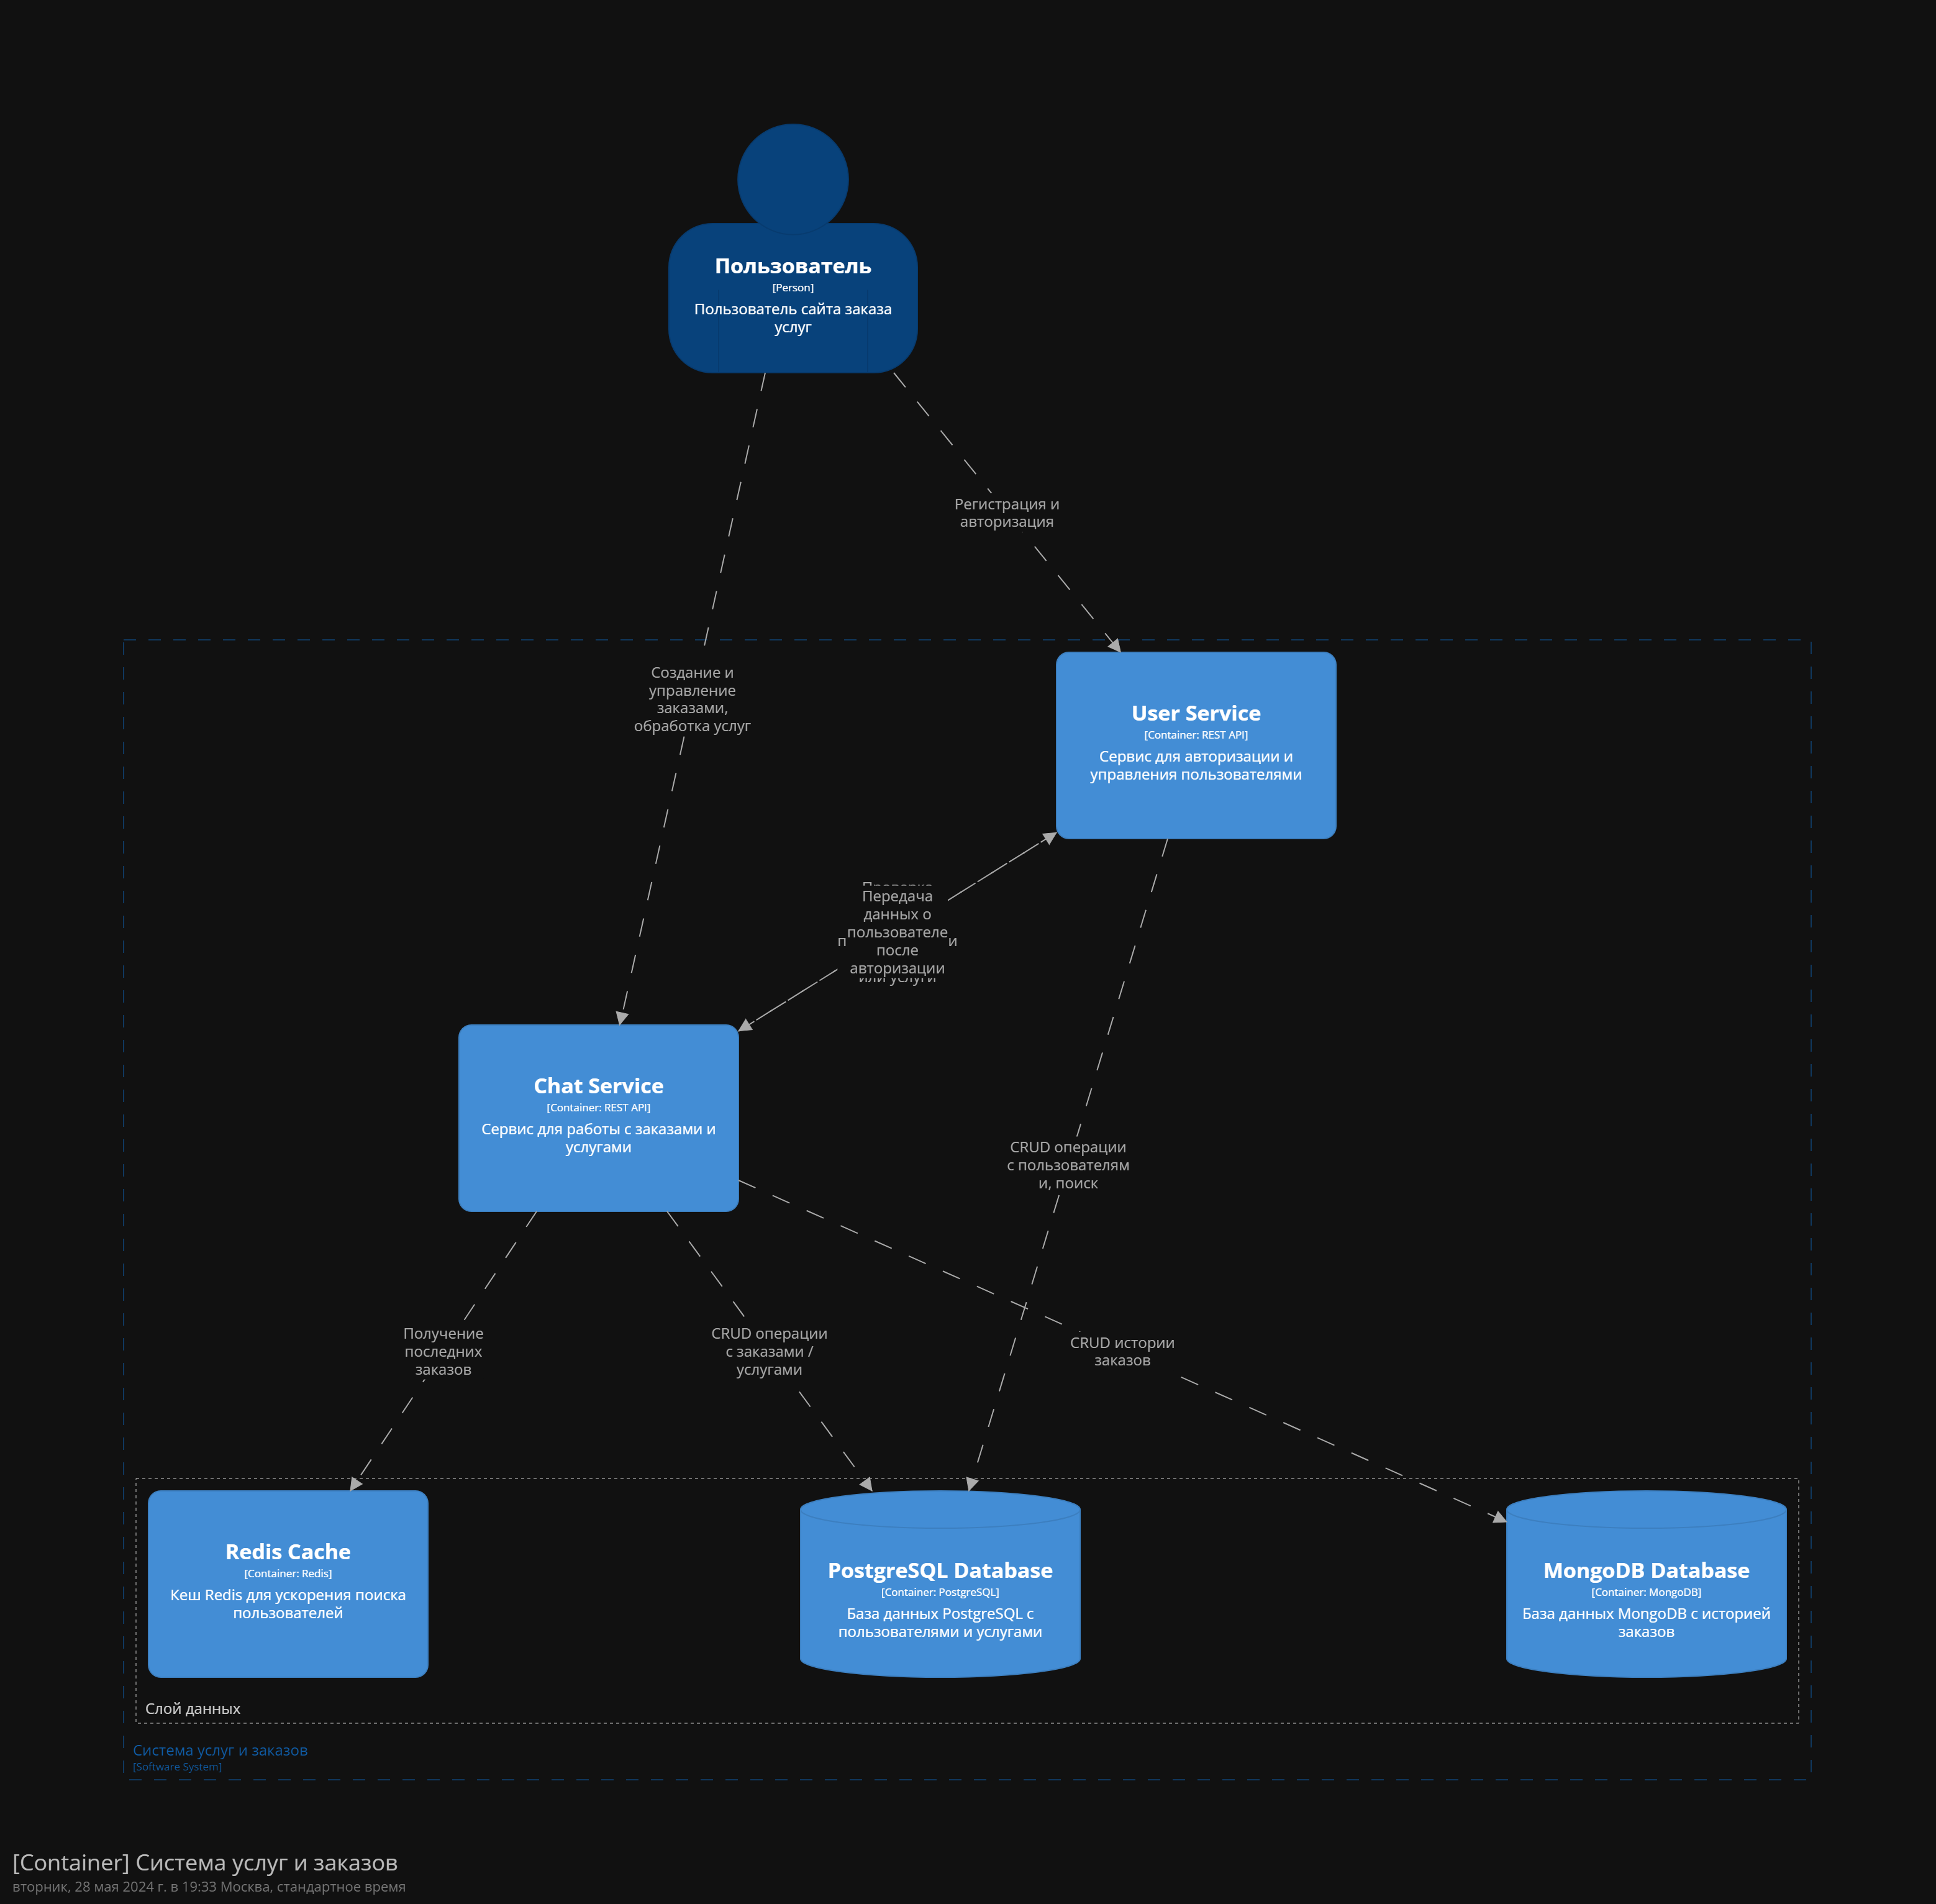 Пользователь
[Person]
Пользователь сайта заказа
услуг
Регистрация и
авторизация
Создание и
управление
заказами,
обработка услуг
User Service
[Container: REST API]
Сервис для авторизации и
управления пользователями
Передача
данных о
пользователе
после
авторизации
или услуги
Chat Service
[Container: REST API]
Сервис для работы с заказами и
услугами
CRUD операции
с пользователям
и, поиск
Получение
последних
заказов
CRUD операции
с заказами /
услугами
CRUD истории
заказов
Redis Cache
[Container: Redis]
Кеш Redis для ускорения поиска
пользователей
PostgreSQL Database
[Container: PostgreSQL]
База данных PostgreSQL с
пользователями и услугами
MongoDB Database
[Container: MongoDB]
База данных MongoDB с историей
заказов
Слой данных
Система услуг и заказов
[Software System]
[Container] Система услуг и заказов
вторник, 28 мая 2024 г. в 19:33 Москва, стандартное время